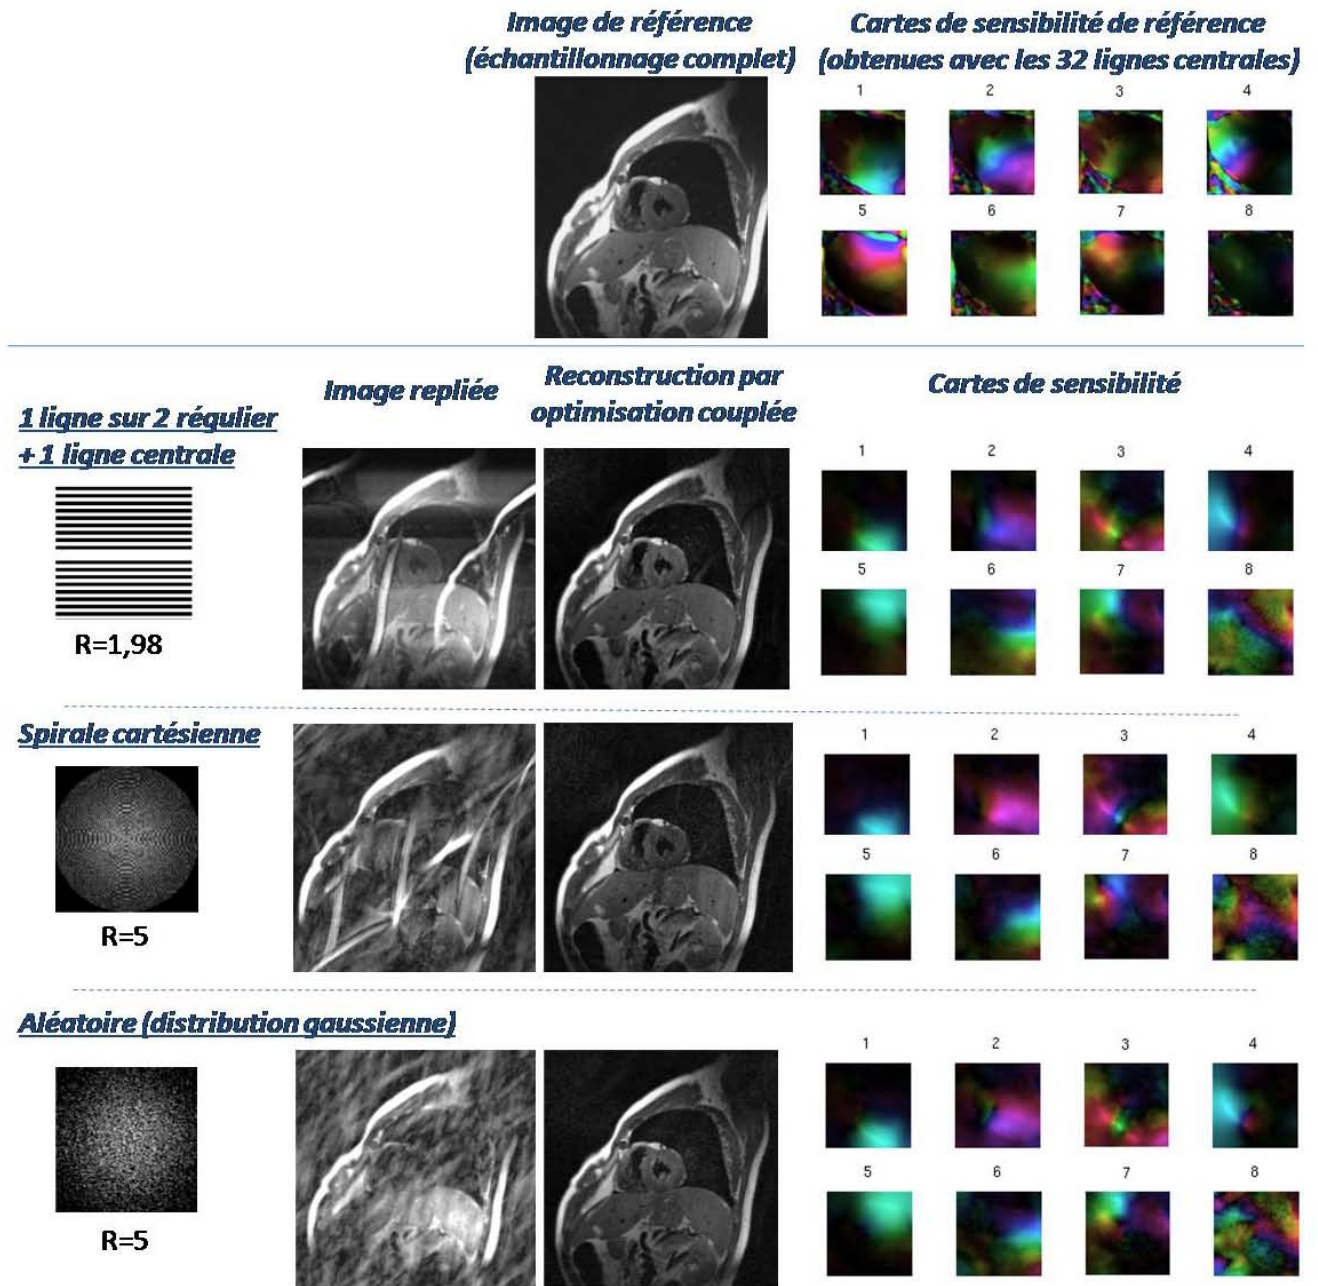 Image de référence
(échantillonnage complet)
Cartes de sensibilité de référence
(obtenues avec les 32 lignes centrales)
1 2 3 4
5 6 7 8
Image repliée
Reconstruction par
optimisation couplée
Cartes de sensibilité
1 ligne sur 2 régulier
+ 1 ligne centrale
R=1,98
1 2 3 4
5 6 7 8
Spirale cartésienne
R=5
1 2 3 4
5 6 7 8
Aléatoire (distribution gaussienne)
R=5
1 2 3 4
5 6 7 8